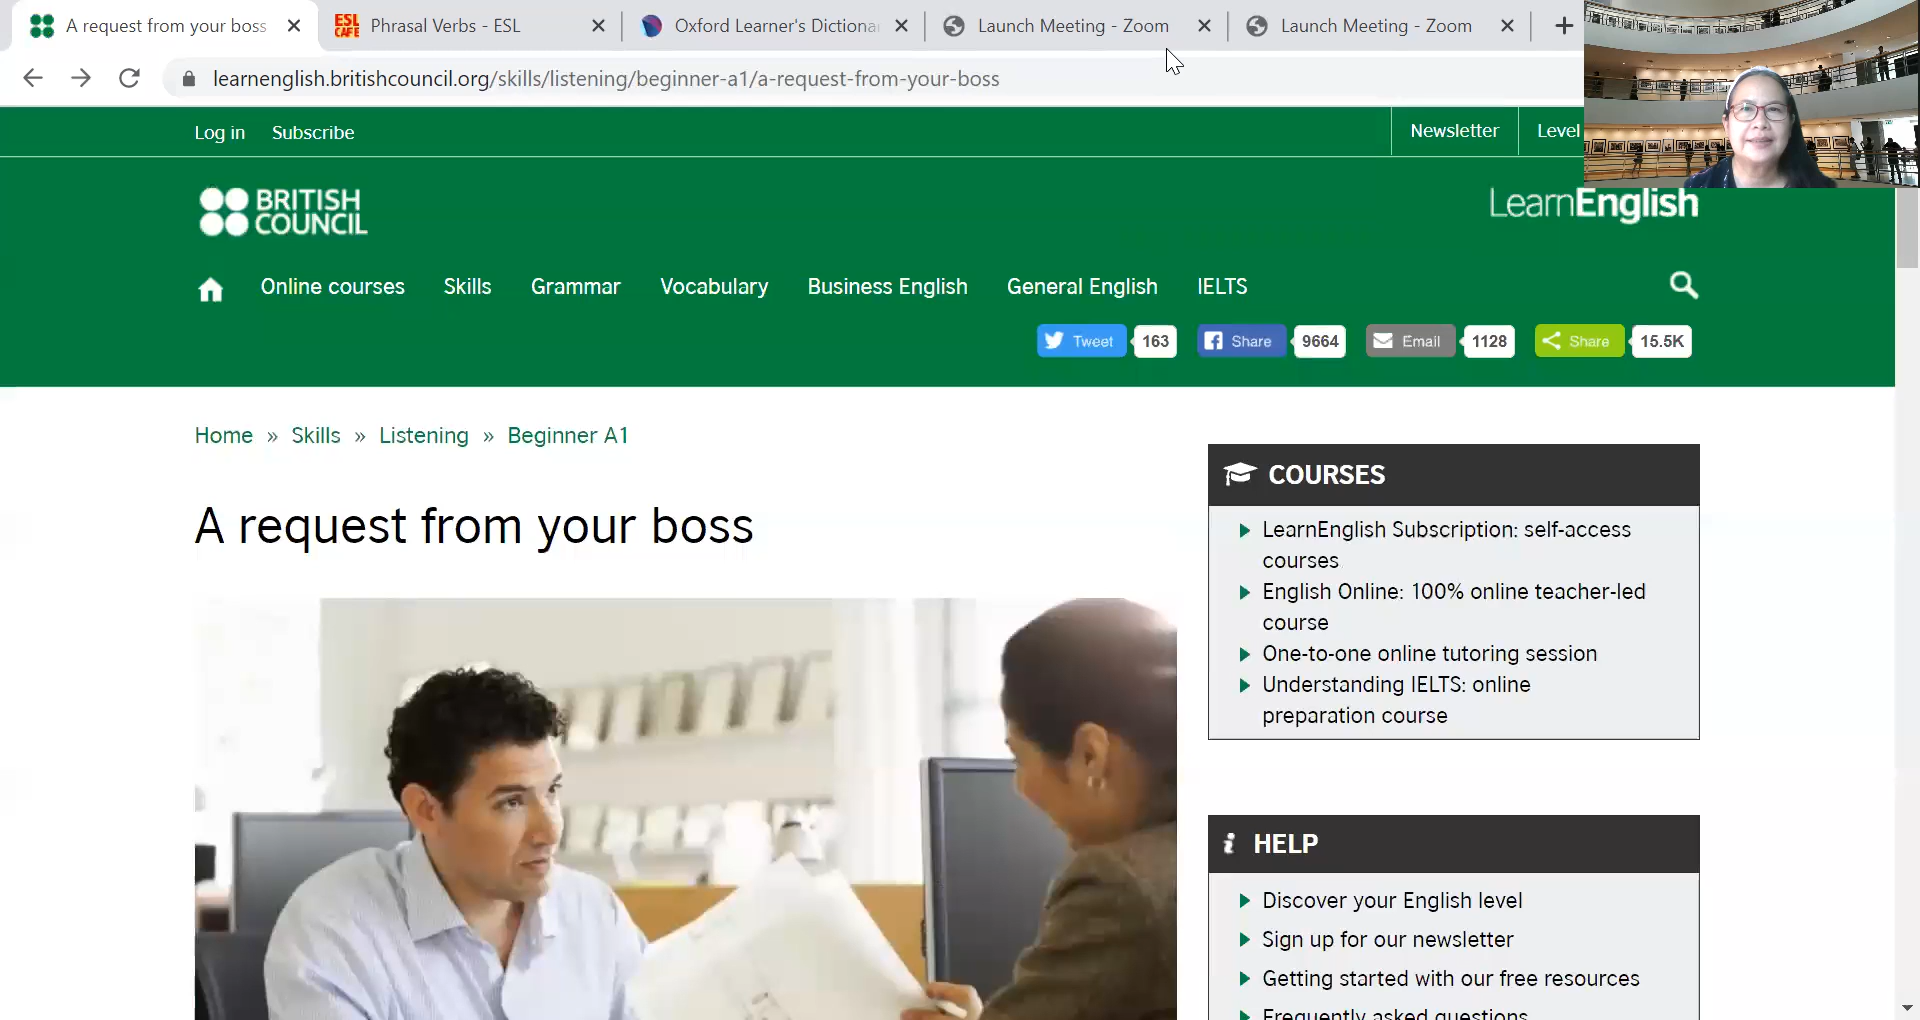 A request from your boss
ESL CAFE
Phrasal Verbs - ESL
Oxford Learner's Dictiona
Launch Meeting - Zoom
Launch Meeting - Zoom
learnenglish.britishcouncil.org/skills/listening/beginner-a1/a-request-from-your-boss
Log in Subscribe
Newsletter
Level
BRITISH
COUNCIL
LearnEnglish
Online courses Skills Grammar Vocabulary Business English General English IELTS
Tweet 163 Share 9664 Email 1128 Share 15.5K
Home » Skills » Listening » Beginner A1
A request from your boss
COURSES
LearnEnglish Subscription: self-access
courses
English Online: 100% online teacher-led
course
One-to-one online tutoring session
Understanding IELTS: online
preparation course
HELP
Discover your English level
Sign up for our newsletter
Getting started with our free resources
Frequently asked questions